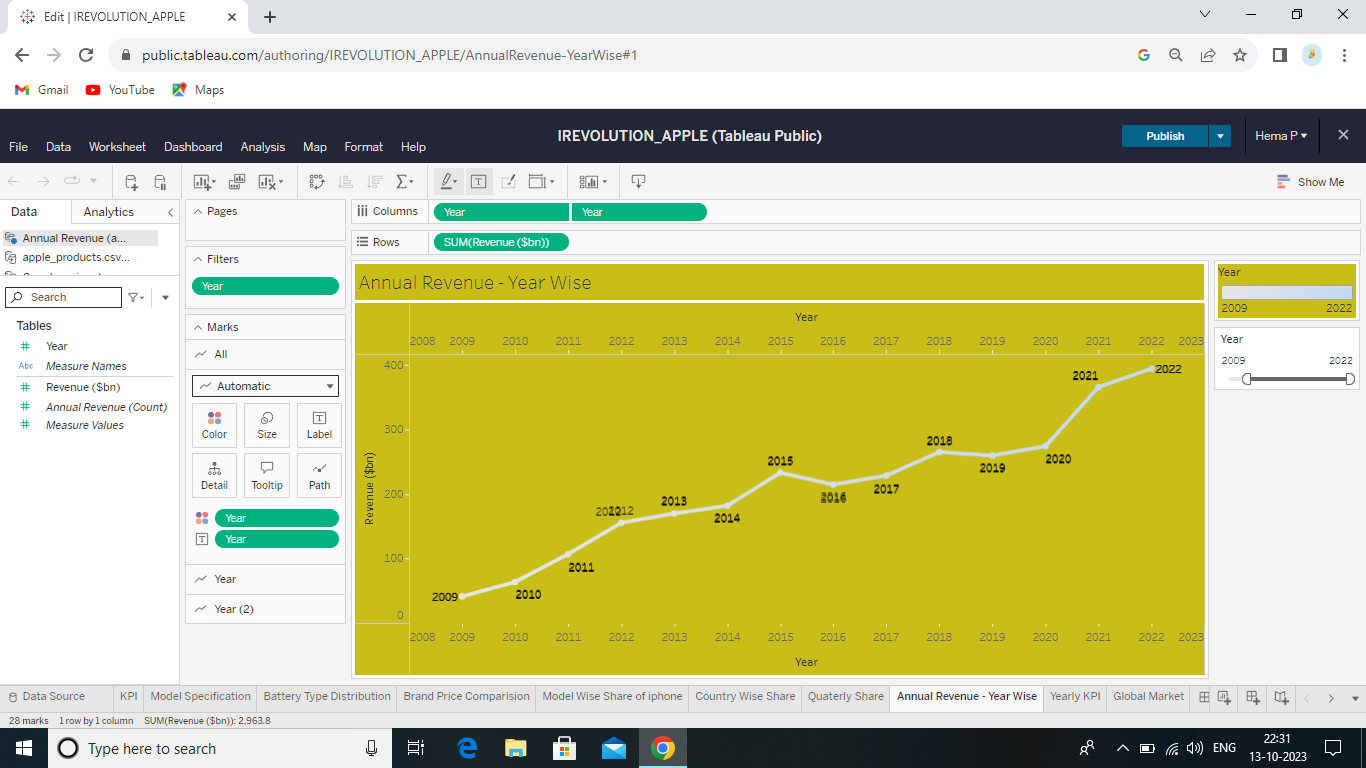 Edit | IREVOLUTION_APPLE
public.tableau.com/authoring/IREVOLUTION_APPLE/AnnualRevenue-YearWise#1
Gmail YouTube Maps
IREVOLUTION_APPLE (Tableau Public) Publish Hema P
File Data Worksheet Dashboard Analysis Map Format Help
Show Me
Data Analytics Pages Columns Year Year
Annual Revenue (a... Rows SUM(Revenue ($bn))
apple_products.csv... Filters
Search Year
Tables Marks
Year All
Abc Measure Names Automatic
Revenue ($bn)
Annual Revenue (Count)
Measure Values
Color Size Label
Detail Tooltip Path
Year
Year
Year
Year (2)
Annual Revenue - Year Wise
Year
2008 2009 2010 2011 2012 2013 2014 2015 2016 2017 2018 2019 2020 2021 2022 2023
400
300
200
100
0
Revenue ($bn)
2009
2010
2011
2012
2013
2014
2015
2016
2017
2018
2019
2020
2021
2022
2008 2009 2010 2011 2012 2013 2014 2015 2016 2017 2018 2019 2020 2021 2022 2023
Year
Year
2009 2022
Year
2009 2022
Data Source KPI Model Specification Battery Type Distribution Brand Price Comparision Model Wise Share of iphone Country Wise Share Quaterly Share Annual Revenue - Year Wise Yearly KPI Global Market
28 marks 1 row by 1 column SUM(Revenue ($bn)): 2,963.8
Type here to search ENG 22:31
13-10-2023